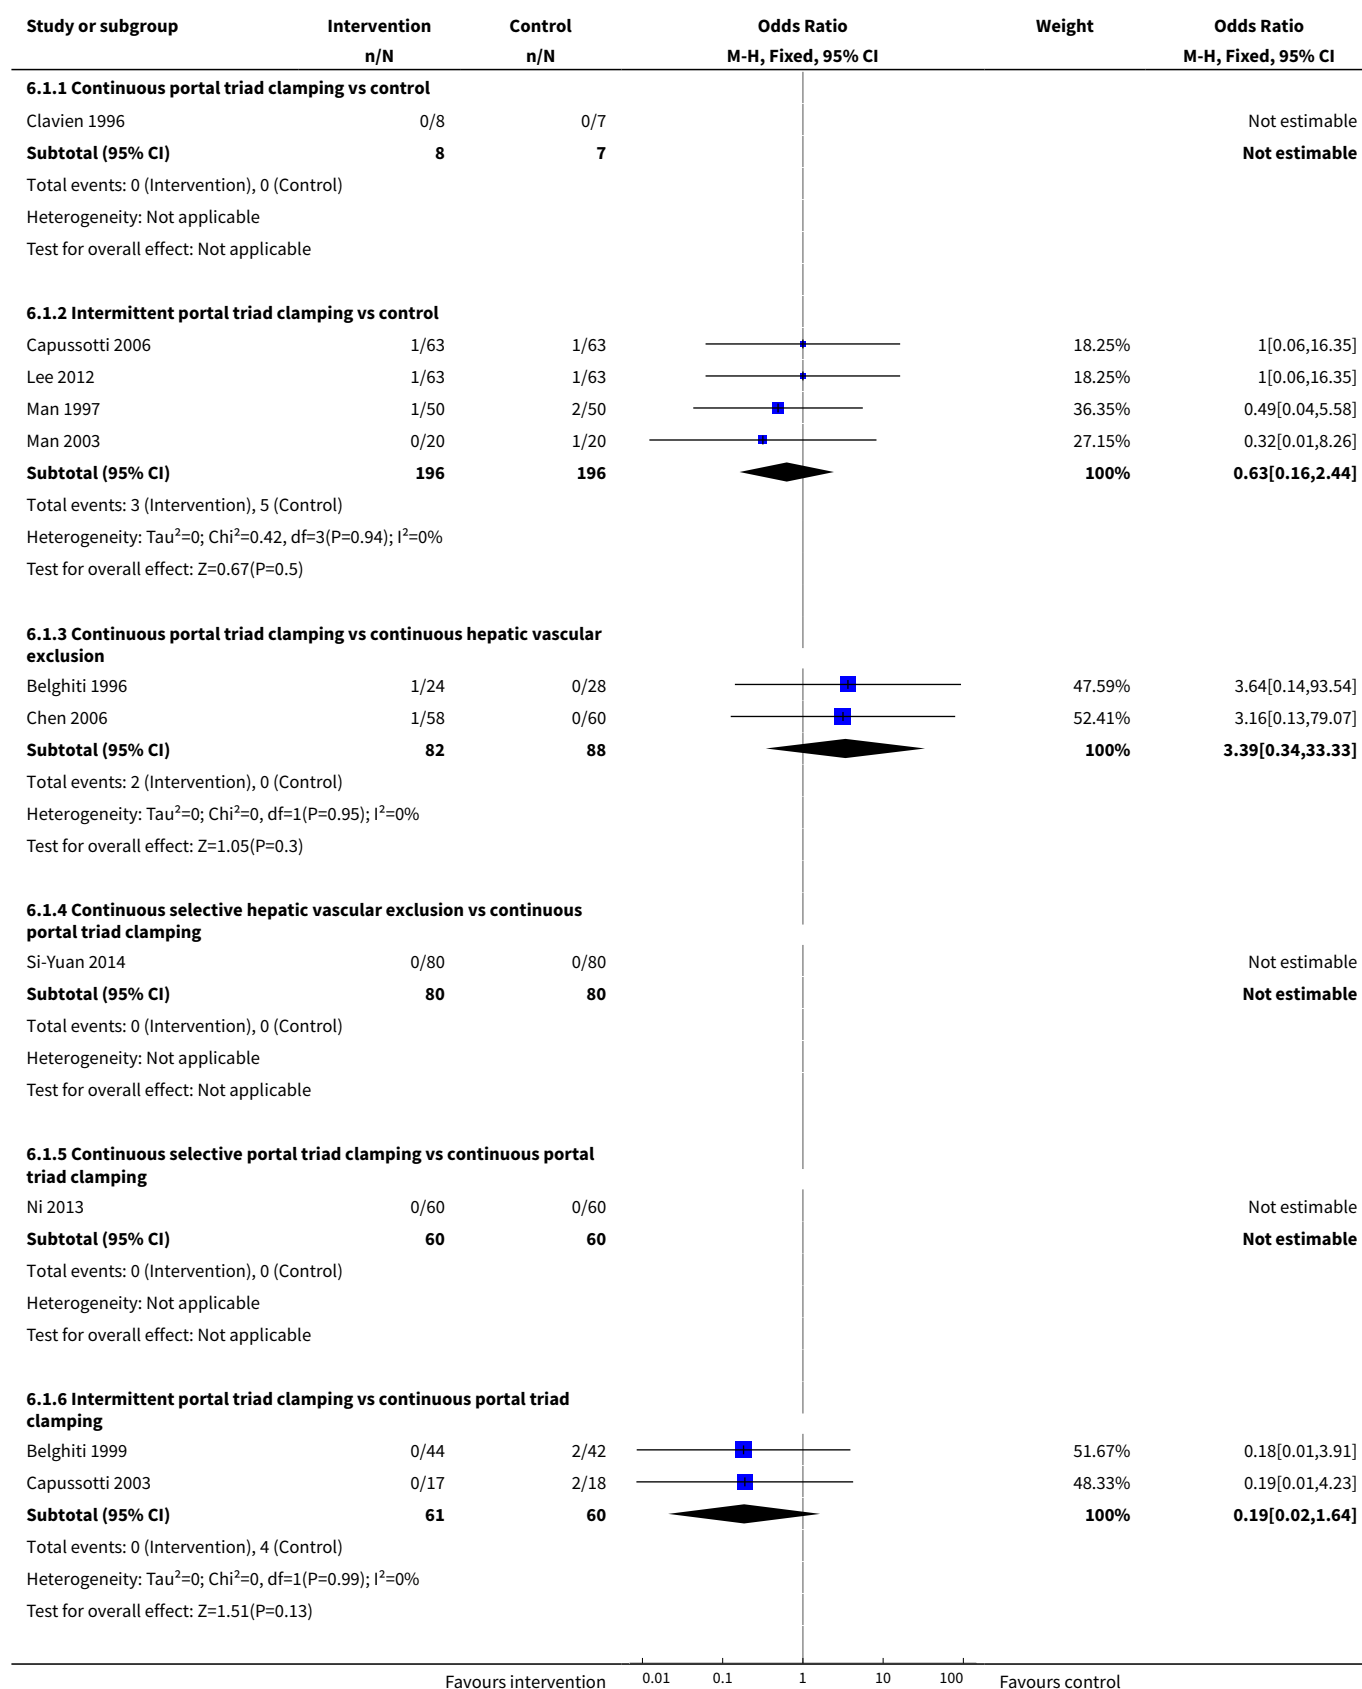 Study or subgroup Intervention Control Odds Ratio Weight Odds Ratio
n/N n/N M-H, Fixed, 95% CI M-H, Fixed, 95% CI
6.1.1 Continuous portal triad clamping vs control
Clavien 1996 0/8 0/7 Not estimable
Subtotal (95% CI) 8 7 Not estimable
Total events: 0 (Intervention), 0 (Control)
Heterogeneity: Not applicable
Test for overall effect: Not applicable
6.1.2 Intermittent portal triad clamping vs control
Capussotti 2006 1/63 1/63 18.25% 1[0.06,16.35]
Lee 2012 1/63 1/63 18.25% 1[0.06,16.35]
Man 1997 1/50 2/50 36.35% 0.49[0.04,5.58]
Man 2003 0/20 1/20 27.15% 0.32[0.01,8.26]
Subtotal (95% CI) 196 196 100% 0.63[0.16,2.44]
Total events: 3 (Intervention), 5 (Control)
Heterogeneity: Tau²=0; Chi²=0.42, df=3(P=0.94); I²=0%
Test for overall effect: Z=0.67(P=0.5)
6.1.3 Continuous portal triad clamping vs continuous hepatic vascular
exclusion
Belghiti 1996 1/24 0/28 47.59% 3.64[0.14,93.54]
Chen 2006 1/58 0/60 52.41% 3.16[0.13,79.07]
Subtotal (95% CI) 82 88 100% 3.39[0.34,33.33]
Total events: 2 (Intervention), 0 (Control)
Heterogeneity: Tau²=0; Chi²=0, df=1(P=0.95); I²=0%
Test for overall effect: Z=1.05(P=0.3)
6.1.4 Continuous selective hepatic vascular exclusion vs continuous
portal triad clamping
Si-Yuan 2014 0/80 0/80 Not estimable
Subtotal (95% CI) 80 80 Not estimable
Total events: 0 (Intervention), 0 (Control)
Heterogeneity: Not applicable
Test for overall effect: Not applicable
6.1.5 Continuous selective portal triad clamping vs continuous portal
triad clamping
Ni 2013 0/60 0/60 Not estimable
Subtotal (95% CI) 60 60 Not estimable
Total events: 0 (Intervention), 0 (Control)
Heterogeneity: Not applicable
Test for overall effect: Not applicable
6.1.6 Intermittent portal triad clamping vs continuous portal triad
clamping
Belghiti 1999 0/44 2/42 51.67% 0.18[0.01,3.91]
Capussotti 2003 0/17 2/18 48.33% 0.19[0.01,4.23]
Subtotal (95% CI) 61 60 100% 0.19[0.02,1.64]
Total events: 0 (Intervention), 4 (Control)
Heterogeneity: Tau²=0; Chi²=0, df=1(P=0.99); I²=0%
Test for overall effect: Z=1.51(P=0.13)
Favours intervention 0.01 0.1 1 10 100 Favours control